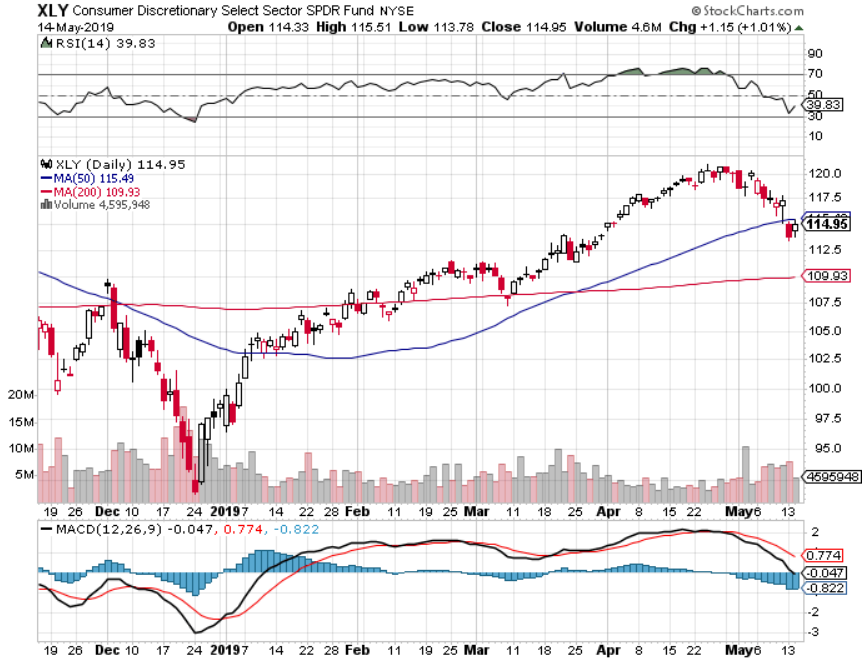 XLY Consumer Discretionary Select Sector SPDR Fund NYSE © StockCharts.com
14-May-2019 Open 114.33 High 115.51 Low 113.78 Close 114.95 Volume 4.6M Chg +1.15 (+1.01%)
RSI(14) 39.83
90
70
50
39.83
30
10
XLY (Daily) 114.95
MA(50) 115.49
MA(200) 109.93
Volume 4,595,948
120.0
117.5
114.95
112.5
109.93
107.5
105.0
102.5
100.0
97.5
95.0
20M
15M
10M
5M
4595948
19 26 Dec 10 17 24 2019 7 14 22 28 Feb 11 19 25 Mar 11 18 25 Apr 8 15 22 May 6 13
MACD(12,26,9) -0.047, 0.774, -0.822
2
0.774
-0.047
-0.822
-2
-3
19 26 Dec 10 17 24 2019 7 14 22 28 Feb 11 19 25 Mar 11 18 25 Apr 8 15 22 May 6 13